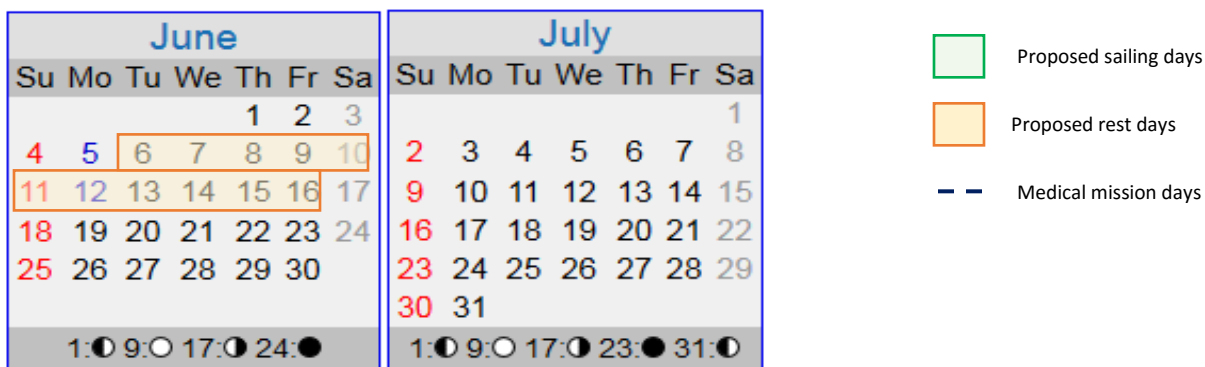 June
Su Mo Tu We Th Fr Sa
1 2 3
4 5 6 7 8 9 10
11 12 13 14 15 16 17
18 19 20 21 22 23 24
25 26 27 28 29 30
1:◐ 9:○ 17:◑ 24:●
July
Su Mo Tu We Th Fr Sa
1
2 3 4 5 6 7 8
9 10 11 12 13 14 15
16 17 18 19 20 21 22
23 24 25 26 27 28 29
30 31
1:◐ 9:○ 17:◑ 23:● 31:◐
Proposed sailing days
Proposed rest days
Medical mission days